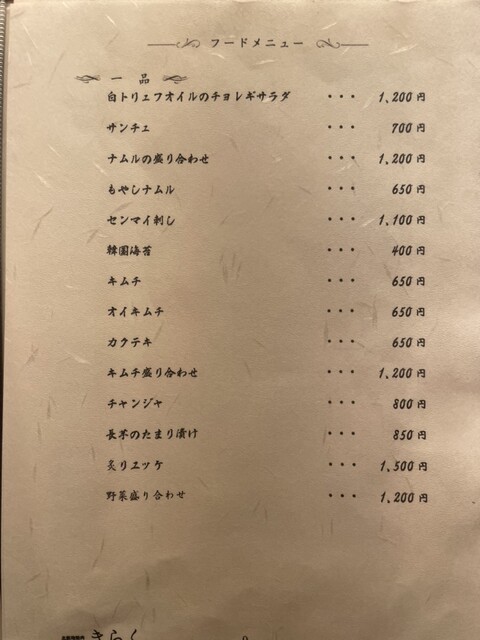 フードメニュー
一品
白トリュフオイルのチョレギサラダ ・・・ 1,200円
サンチェ ・・・ 700円
ナムルの盛り合わせ ・・・ 1,200円
もやしナムル ・・・ 650円
センマイ刺し ・・・ 1,100円
韓国海苔 ・・・ 400円
キムチ ・・・ 650円
オイキムチ ・・・ 650円
カクテキ ・・・ 650円
キムチ盛り合わせ ・・・ 1,200円
チャンジャ ・・・ 800円
長芋のたまり漬け ・・・ 850円
炙りユッケ ・・・ 1,500円
野菜盛り合わせ ・・・ 1,200円
きらく